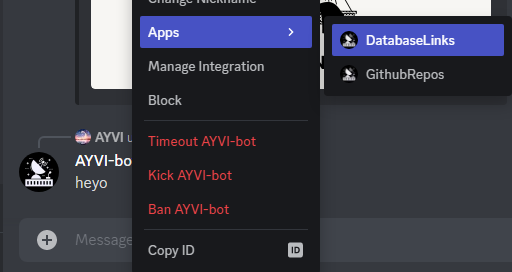 Change Nickname
Apps
DatabaseLinks
Manage Integration
GithubRepos
Block
AYVI u
Timeout AYVI-bot
AYVI-bo
heyo
Kick AYVI-bot
Ban AYVI-bot
Message
Copy ID
ID